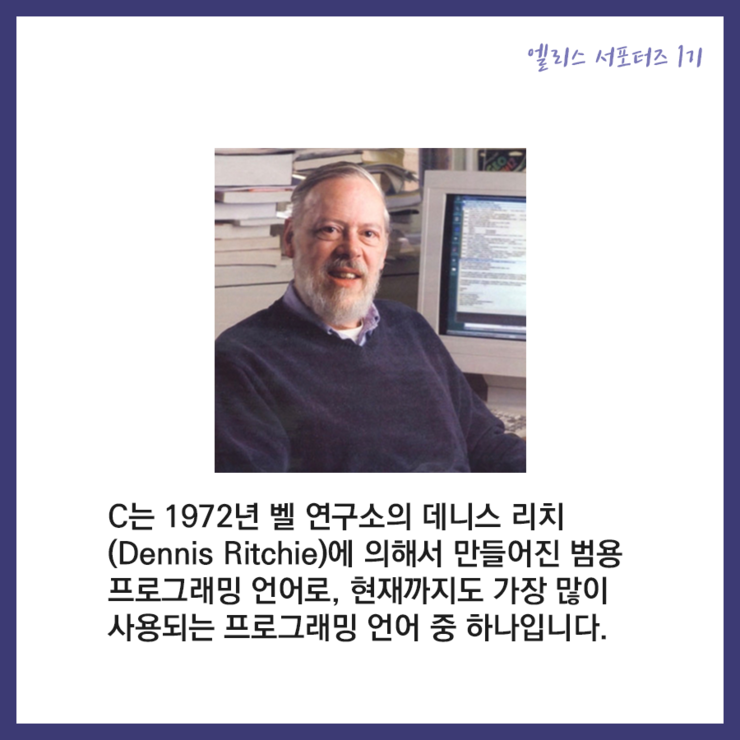 엘리스 서포터즈 1기
C는 1972년 벨 연구소의 데니스 리치
(Dennis Ritchie)에 의해서 만들어진 범용
프로그래밍 언어로, 현재까지도 가장 많이
사용되는 프로그래밍 언어 중 하나입니다.